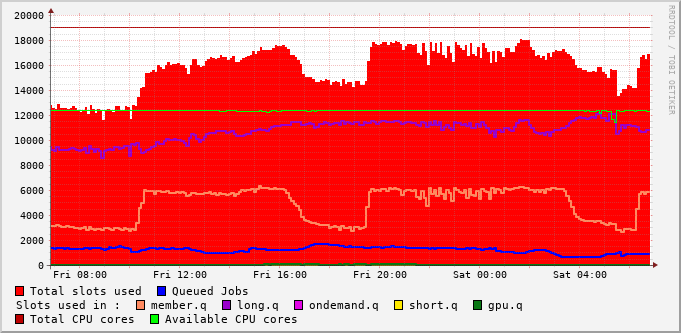 20000
18000
16000
14000
12000
10000
8000
6000
4000
2000
0
Fri 08:00 Fri 12:00 Fri 16:00 Fri 20:00 Sat 00:00 Sat 04:00
RRDTOOL / TOBI OETIKER
Total slots used Queued Jobs
Slots used in : member.q long.q ondemand.q short.q gpu.q
Total CPU cores Available CPU cores